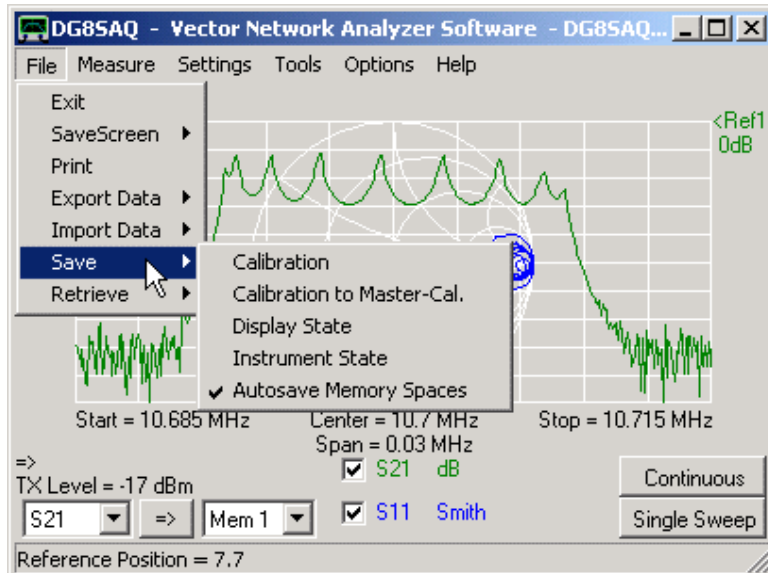 DG8SAQ - Vector Network Analyzer Software - DG8SAQ...
File Measure Settings Tools Options Help
Exit
SaveScreen
Print
Export Data
Import Data
Save
Retrieve
Calibration
Calibration to Master-Cal.
Display State
Instrument State
Autosave Memory Spaces
<Ref1
0dB
Start = 10.685 MHz Center = 10.7 MHz Stop = 10.715 MHz
Span = 0.03 MHz
=>
TX Level = -17 dBm
S21 dB
Continuous
S21 => Mem 1
S11 Smith
Single Sweep
Reference Position = 7.7